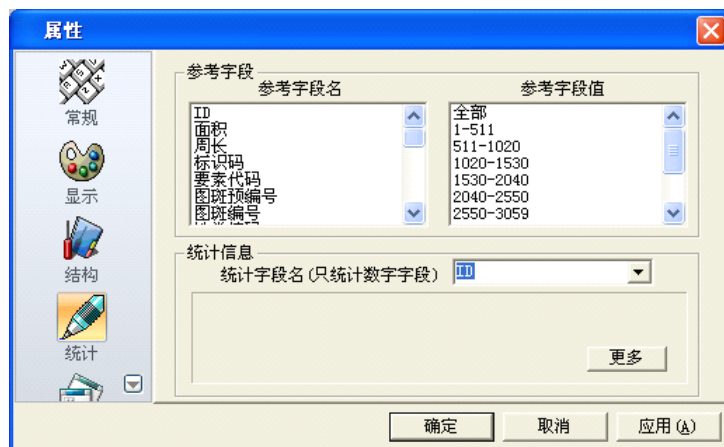 属性
常规
显示
结构
统计
参考字段
参考字段名
ID
面积
周长
标识码
要素代码
图斑预编号
图斑编号
参考字段值
全部
1-511
511-1020
1020-1530
1530-2040
2040-2550
2550-3059
统计信息
统计字段名(只统计数字字段)
ID
更多
确定
取消
应用(A)